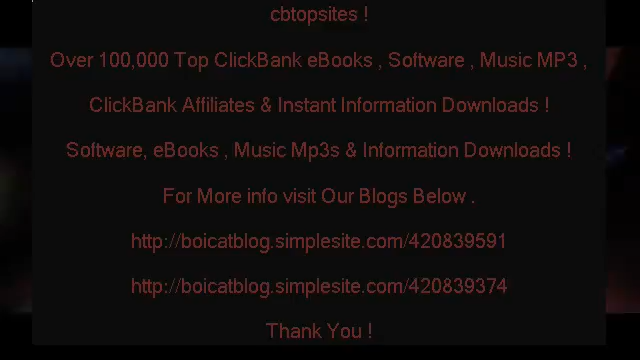 cbtopsites !
Over 100,000 Top ClickBank eBooks , Software , Music MP3 ,
ClickBank Affiliates & Instant Information Downloads !
Software, eBooks , Music Mp3s & Information Downloads !
For More info visit Our Blogs Below .
http://boicatblog.simplesite.com/420839591
http://boicatblog.simplesite.com/420839374
Thank You !